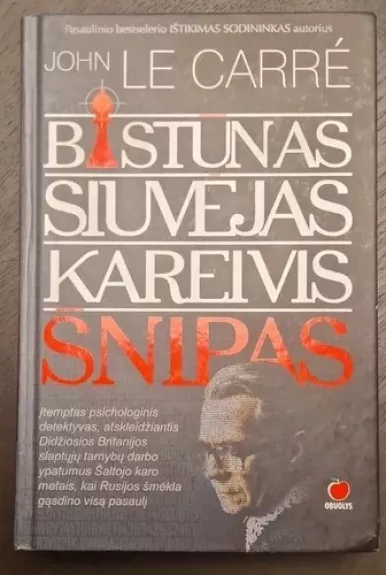 Pasaulinio bestselerio IŠTIKIMAS SODININKAS autorius
JOHN LE CARRÉ
BISTŪNAS
SIUVĖJAS
KAREIVIS
ŠNIPAS
Įtemptas psichologinis
detektyvas, atskleidžiantis
Didžiosios Britanijos
slaptųjų tarnybų darbo
ypatumus Šaltojo karo
metais, kai Rusijos šmėkla
gąsdino visą pasaulį
OBUOLYS